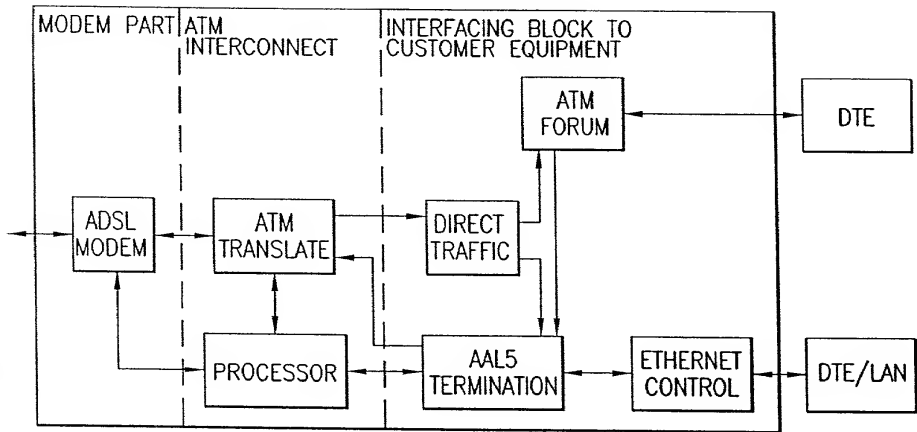 MODEM PART
ATM
INTERCONNECT
INTERFACING BLOCK TO
CUSTOMER EQUIPMENT
ATM
FORUM
DTE
ADSL
MODEM
ATM
TRANSLATE
DIRECT
TRAFFIC
PROCESSOR
AAL5
TERMINATION
ETHERNET
CONTROL
DTE/LAN